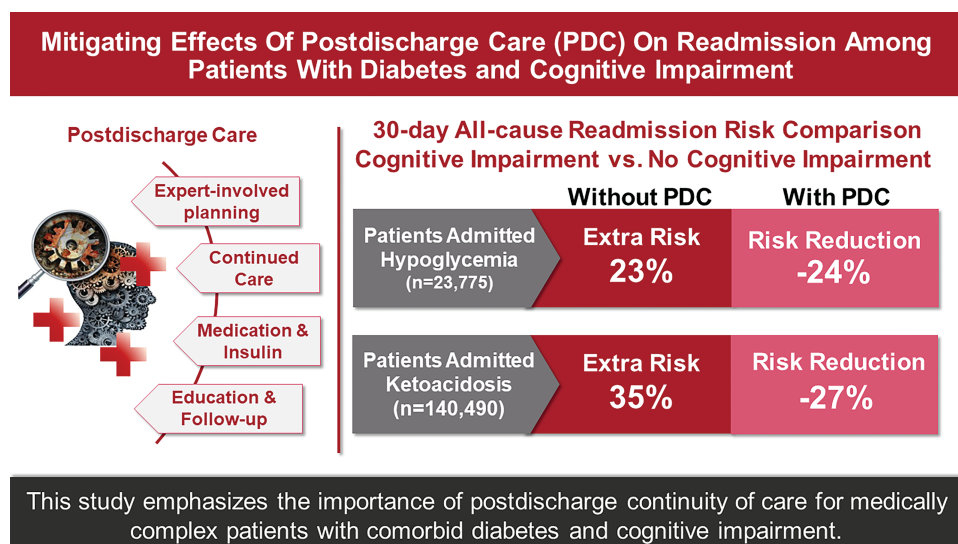 Mitigating Effects Of Postdischarge Care (PDC) On Readmission Among
Patients With Diabetes and Cognitive Impairment
Postdischarge Care
Expert-involved
planning
Continued
Care
Medication &
Insulin
Education &
Follow-up
30-day All-cause Readmission Risk Comparison
Cognitive Impairment vs. No Cognitive Impairment
Without PDC
With PDC
Patients Admitted
Hypoglycemia
(n=23,775)
Extra Risk
23%
Risk Reduction
-24%
Patients Admitted
Ketoacidosis
(n=140,490)
Extra Risk
35%
Risk Reduction
-27%
This study emphasizes the importance of postdischarge continuity of care for medically
complex patients with comorbid diabetes and cognitive impairment.